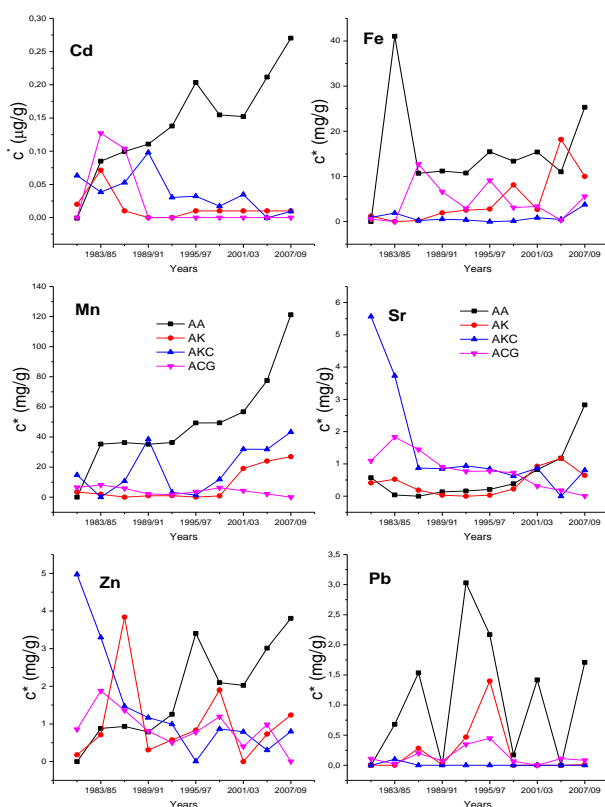 Cd
0,30
0,25
0,20
0,15
0,10
0,05
0,00
c* (μg/g)
1983/85 1989/91 1995/97 2001/03 2007/09
Years
Fe
40
30
20
10
0
c* (mg/g)
1983/85 1989/91 1995/97 2001/03 2007/09
Years
Mn
140
120
100
80
60
40
20
0
c* (mg/g)
AA
AK
AKC
ACG
1983/85 1989/91 1995/97 2001/03 2007/09
Years
Sr
6
5
4
3
2
1
0
c* (mg/g)
AA
AK
AKC
ACG
1983/85 1989/91 1995/97 2001/03 2007/09
Years
Zn
5
4
3
2
1
0
c* (mg/g)
1983/85 1989/91 1995/97 2001/03 2007/09
Years
Pb
3,5
3,0
2,5
2,0
1,5
1,0
0,5
0,0
c* (mg/g)
1983/85 1989/91 1995/97 2001/03 2007/09
Years